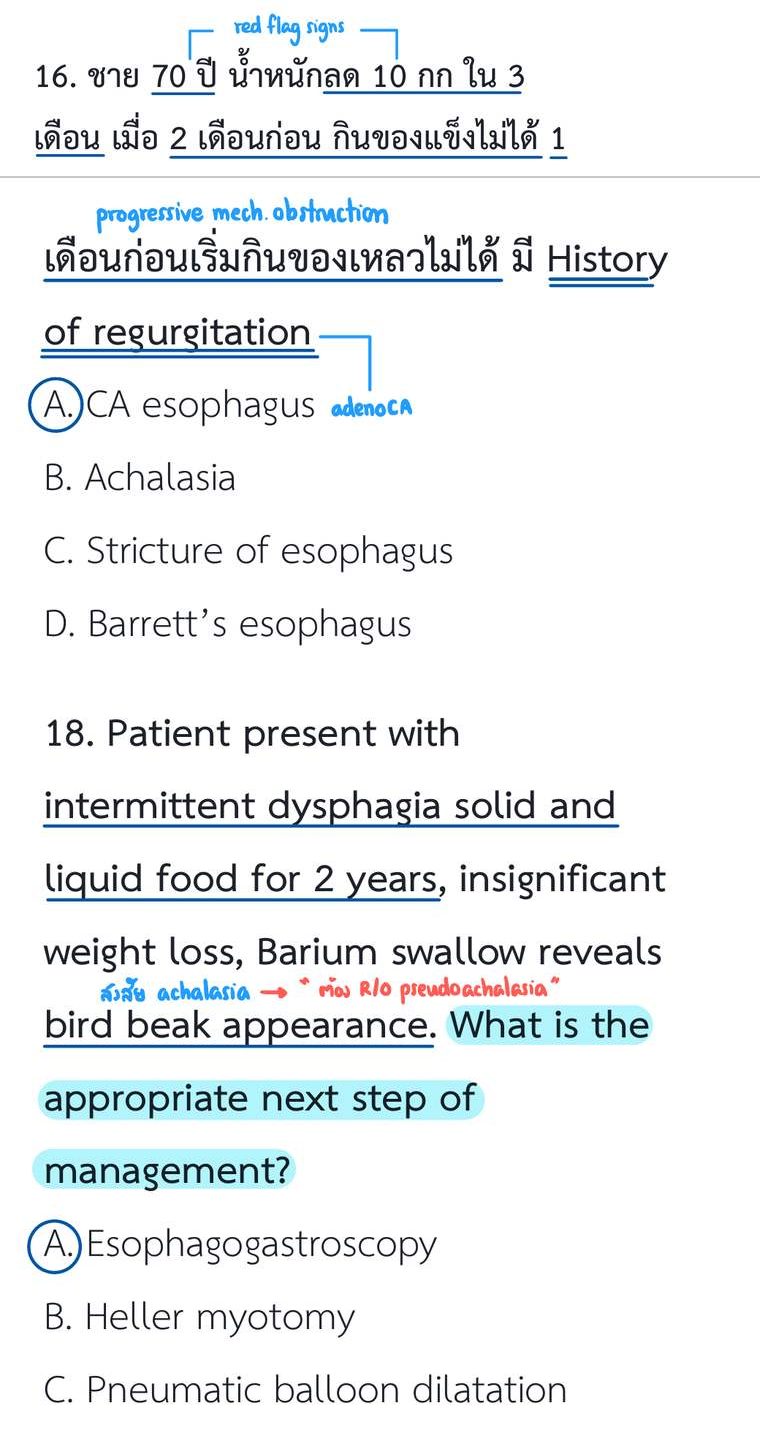 red flag signs
16. ชาย 70 ปี น้ำหนักลด 10 กก ใน 3
เดือน เมื่อ 2 เดือนก่อน กินของแข็งไม่ได้ 1
progressive mech. obstruction
เดือนก่อนเริ่มกินของเหลวไม่ได้ มี History
of regurgitation
A. CA esophagus adenoCA
B. Achalasia
C. Stricture of esophagus
D. Barrett’s esophagus
18. Patient present with
intermittent dysphagia solid and
liquid food for 2 years, insignificant
weight loss, Barium swallow reveals
สงสัย achalasia → " ต้อง R/O pseudoachalasia"
bird beak appearance. What is the
appropriate next step of
management?
A. Esophagogastroscopy
B. Heller myotomy
C. Pneumatic balloon dilatation